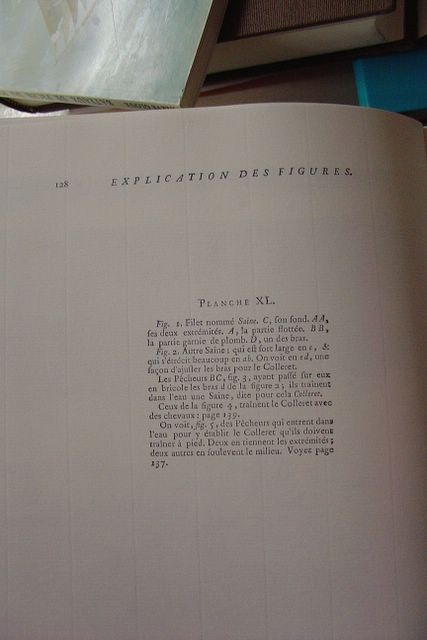 128 EXPLICATION DES FIGURES.
PLANCHE XL.
Fig. 1. Filet nommé Saine. C, son fond. AA,
ses deux extrémités. A, la partie flottée. BB,
la partie garnie de plomb. D, un des bras.
Fig. 2. Autre Saine; qui est fort large en c, &
qui s'étrécit beaucoup en ab. On voit en ed, une
façon d'ajuster les bras pour le Colleret.
Les Pêcheurs BC, fig. 3, ayant passé sur eux
en bricole les bras d de la figure 2; ils traînent
dans l'eau une Saine, dite pour cela Colleret.
Ceux de la figure 4, traînent le Colleret avec
des chevaux: page 139.
On voit, fig. 5, des Pêcheurs qui entrent dans
l'eau pour y établir le Colleret qu'ils doivent
traîner à pied. Deux en tiennent les extrémités;
deux autres en soulevent le milieu. Voyez page
137.